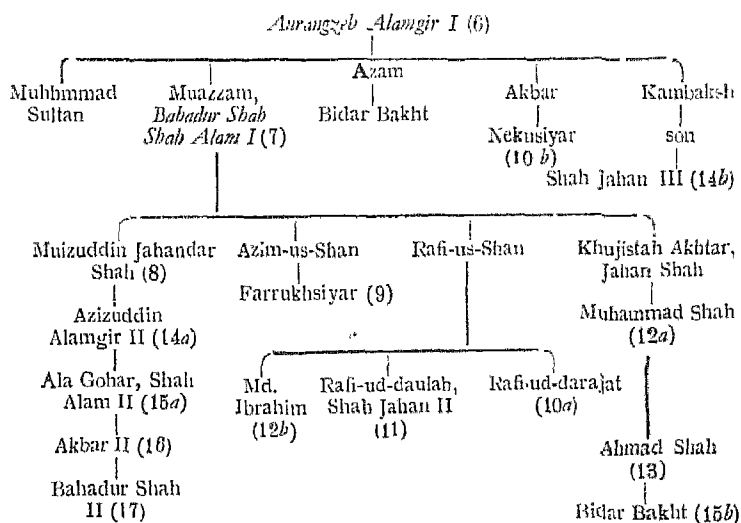 Aurangzeb Alamgir I (6)
Muhammad
Sultan
Muazzam,
Bahadur Shah
Shah Alam I (7)
Azam
Bidar Bakht
Akbar
Nekusiyar
(10 b)
Kambaksh
son
Shah Jahan III (14b)
Muizuddin Jahandar
Shah (8)
Azim-us-Shan
Farrukhsiyar (9)
Rafi-us-Shan
Khujistah Akhtar,
Jahan Shah
Azizuddin
Alamgir II (14a)
Muhammad Shah
(12a)
Ala Gohar, Shah
Alam II (15a)
Md.
Ibrahim
(12b)
Rafi-ud-daulah,
Shah Jahan II
(11)
Rafi-ud-darajat
(10a)
Akbar II (16)
Ahmad Shah
(13)
Bahadur Shah
II (17)
Bidar Bakht (15b)